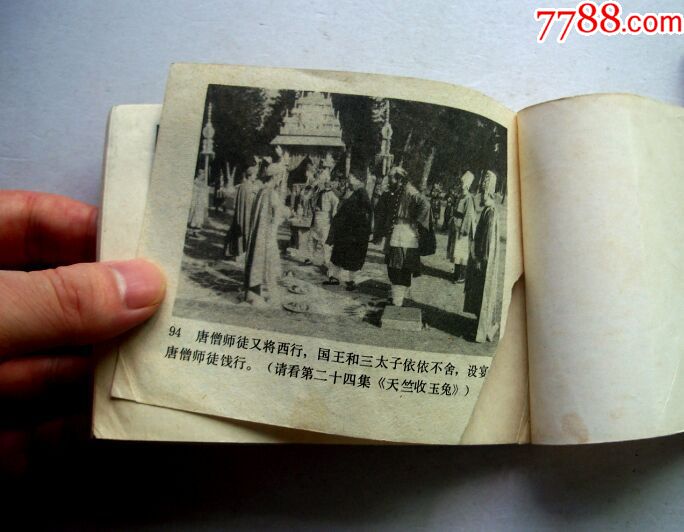 7788.com
94 唐僧师徒又将西行，国王和三太子依依不舍，设宴
唐僧师徒饯行。（请看第二十四集《天竺收玉兔》）